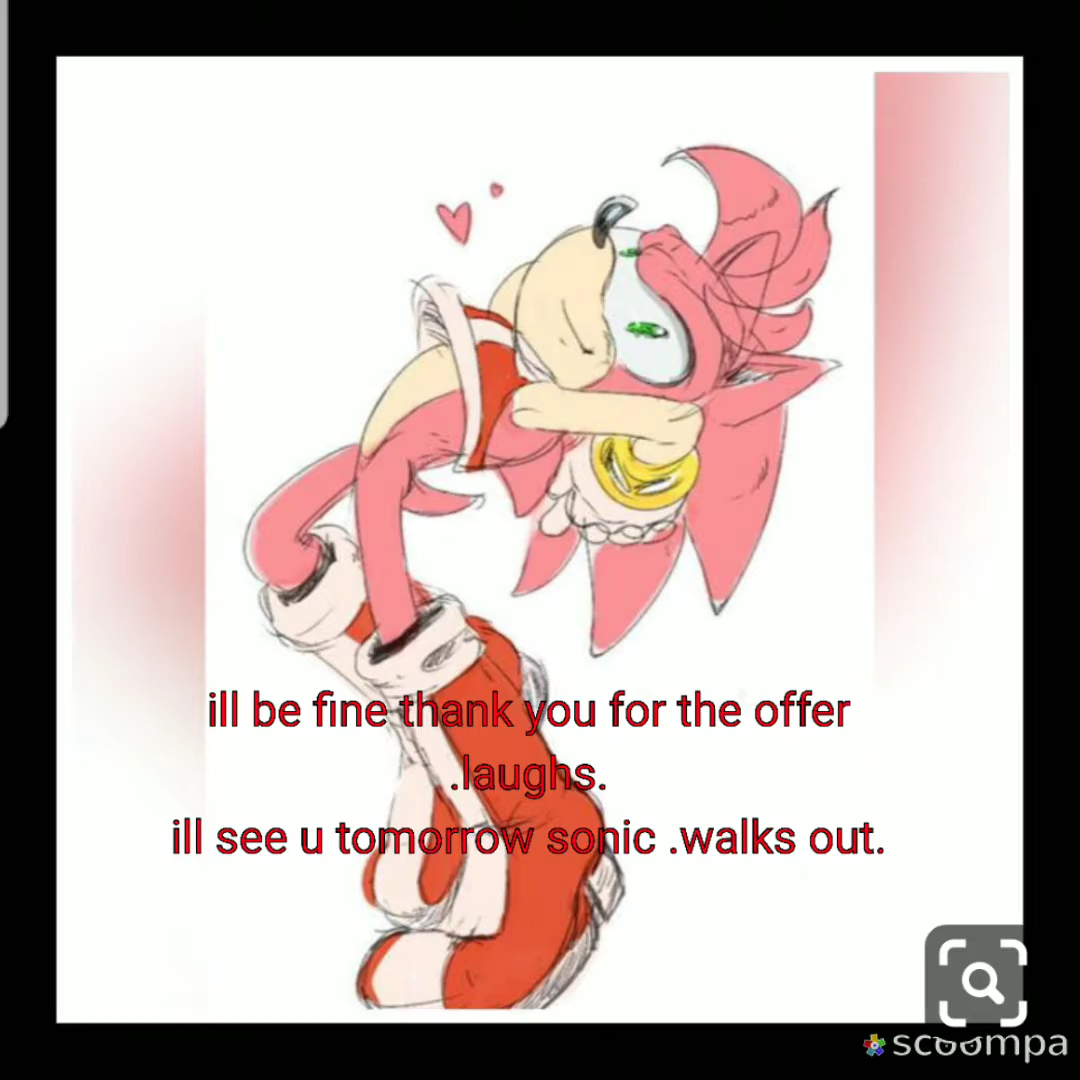 ill be fine thank you for the offer
.laughs.
ill see u tomorrow sonic .walks out.
scoompa